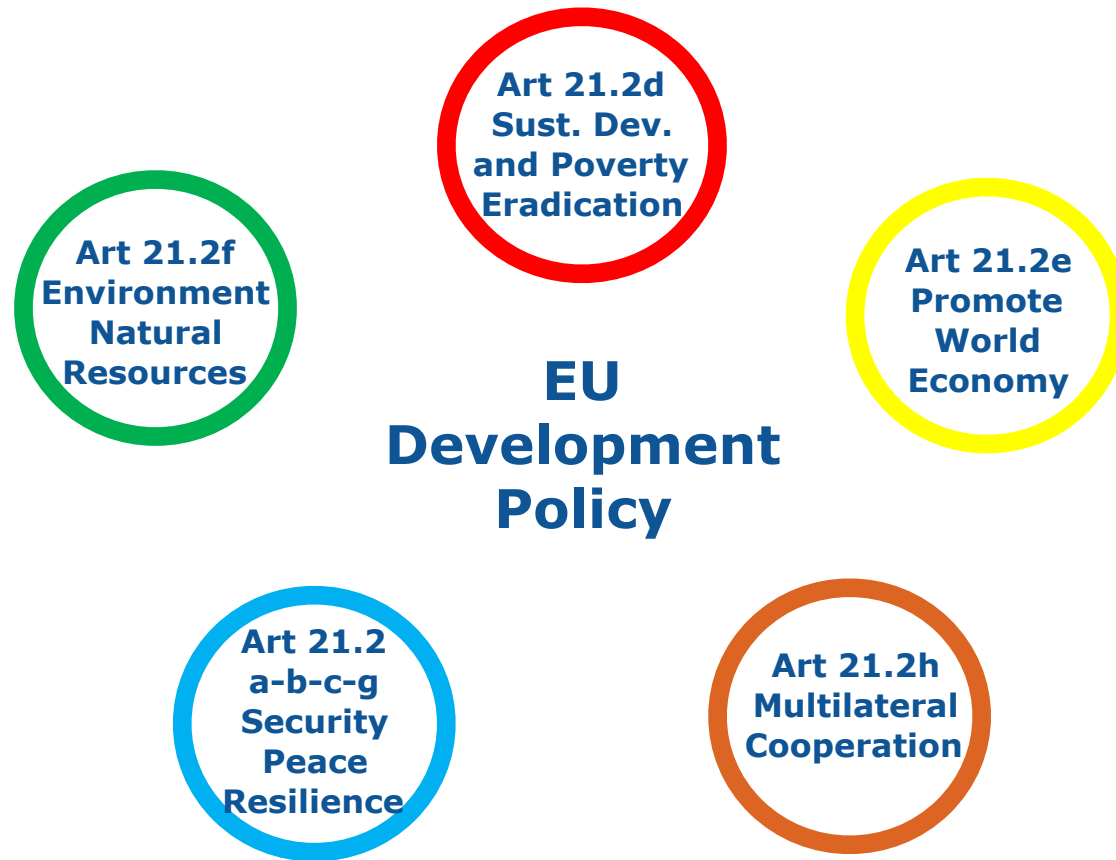 Art 21.2d
Sust. Dev.
and Poverty
Eradication
Art 21.2f
Environment
Natural
Resources
Art 21.2e
Promote
World
Economy
EU
Development
Policy
Art 21.2
a-b-c-g
Security
Peace
Resilience
Art 21.2h
Multilateral
Cooperation